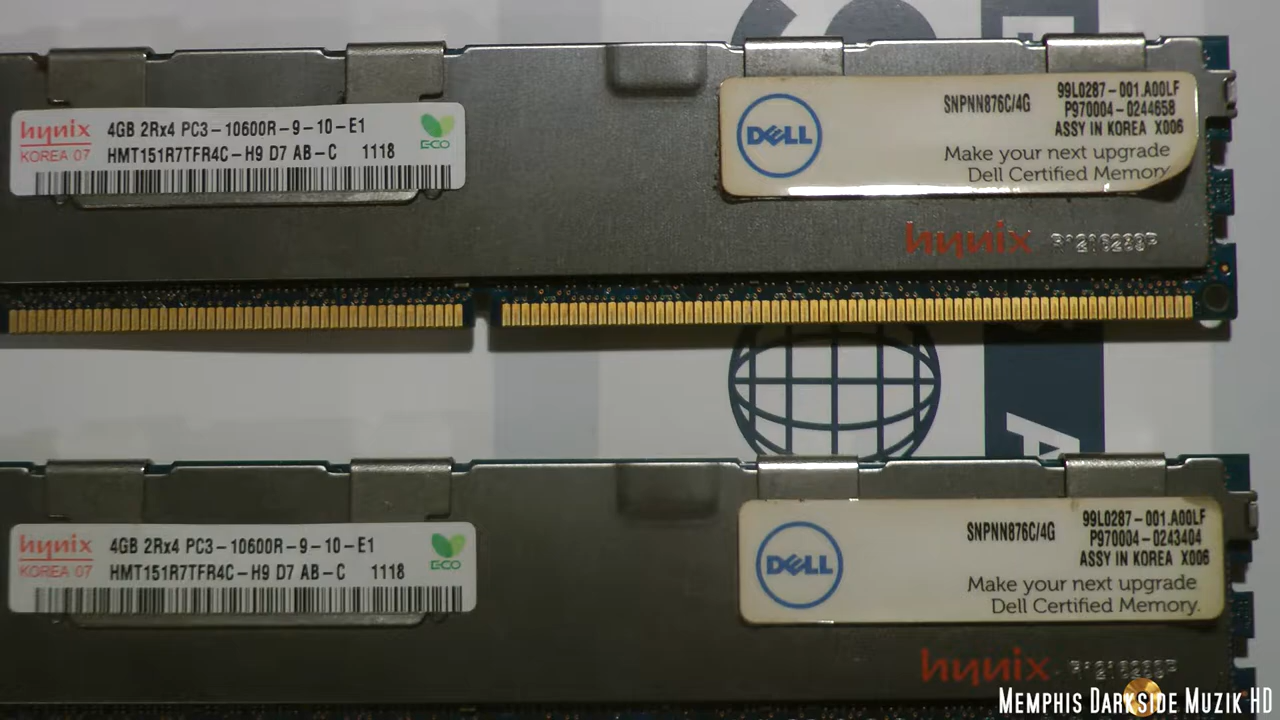 hynix
KOREA 07
4GB 2Rx4 PC3-10600R-9-10-E1
HMT151R7TFR4C-H9 D7 AB-C 1118
ECO
DELL
SNPNN876C/4G
99L0287-001.A00LF
P970004-0244658
ASSY IN KOREA X006
Make your next upgrade
Dell Certified Memory
hynix
A
hynix
KOREA 07
4GB 2Rx4 PC3-10600R-9-10-E1
HMT151R7TFR4C-H9 D7 AB-C 1118
ECO
DELL
SNPNN876C/4G
99L0287-001.A00LF
P970004-0243404
ASSY IN KOREA X006
Make your next upgrade
Dell Certified Memory.
hynix
MEMPHIS DARKSIDE MUZIK HD